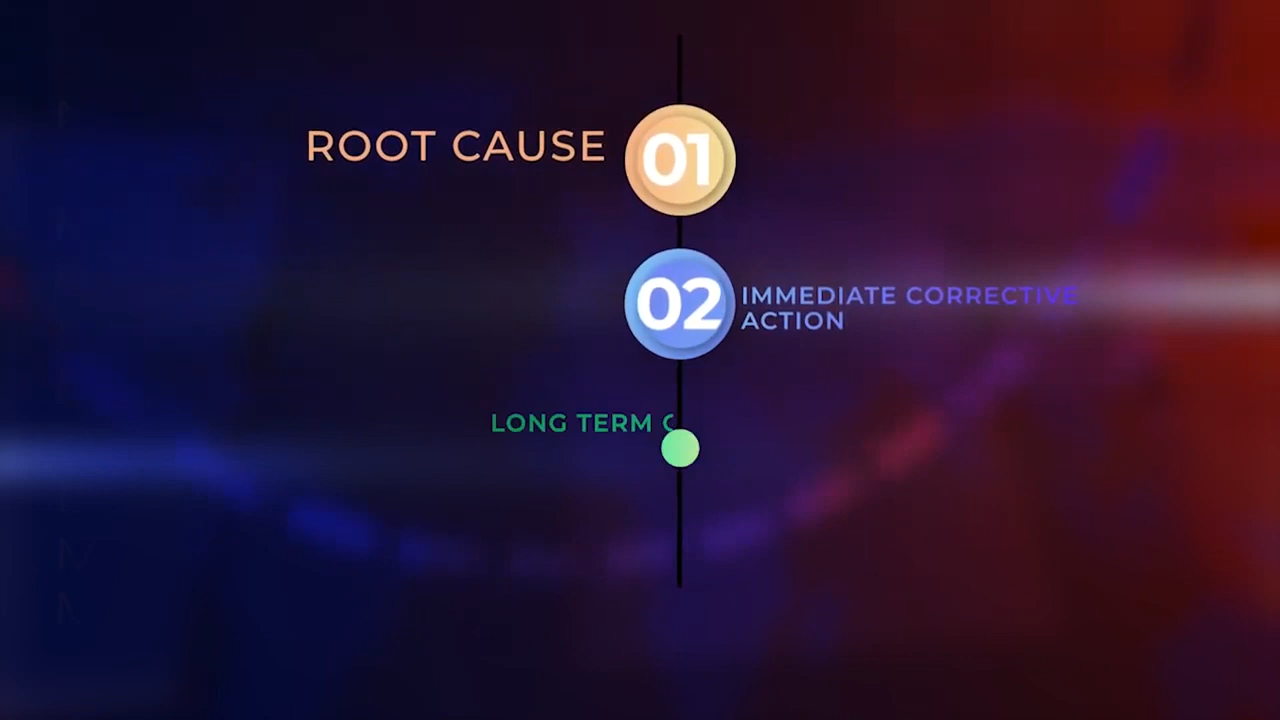 ROOT CAUSE
01
02
IMMEDIATE CORRECTIVE
ACTION
LONG TERM